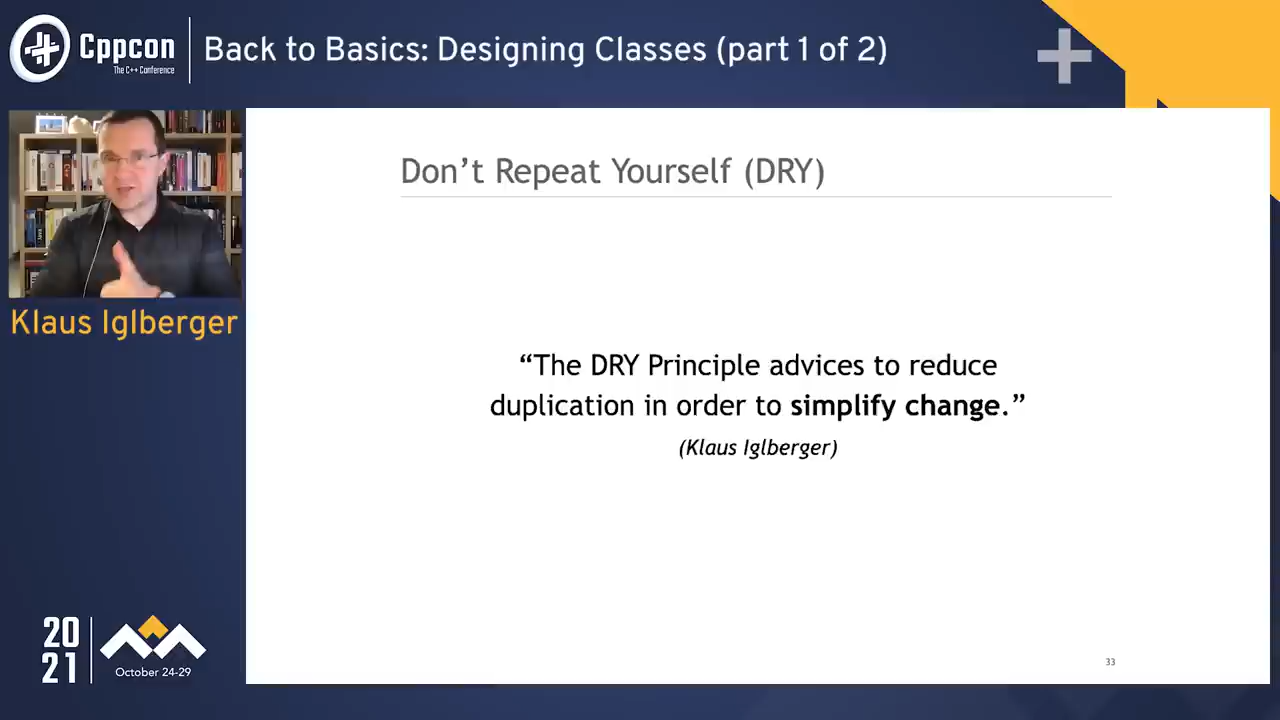 Cppcon
The C++ Conference
Back to Basics: Designing Classes (part 1 of 2)
Klaus Iglberger
Don’t Repeat Yourself (DRY)
“The DRY Principle advices to reduce
duplication in order to simplify change.”
(Klaus Iglberger)
33
20
21
October 24-29